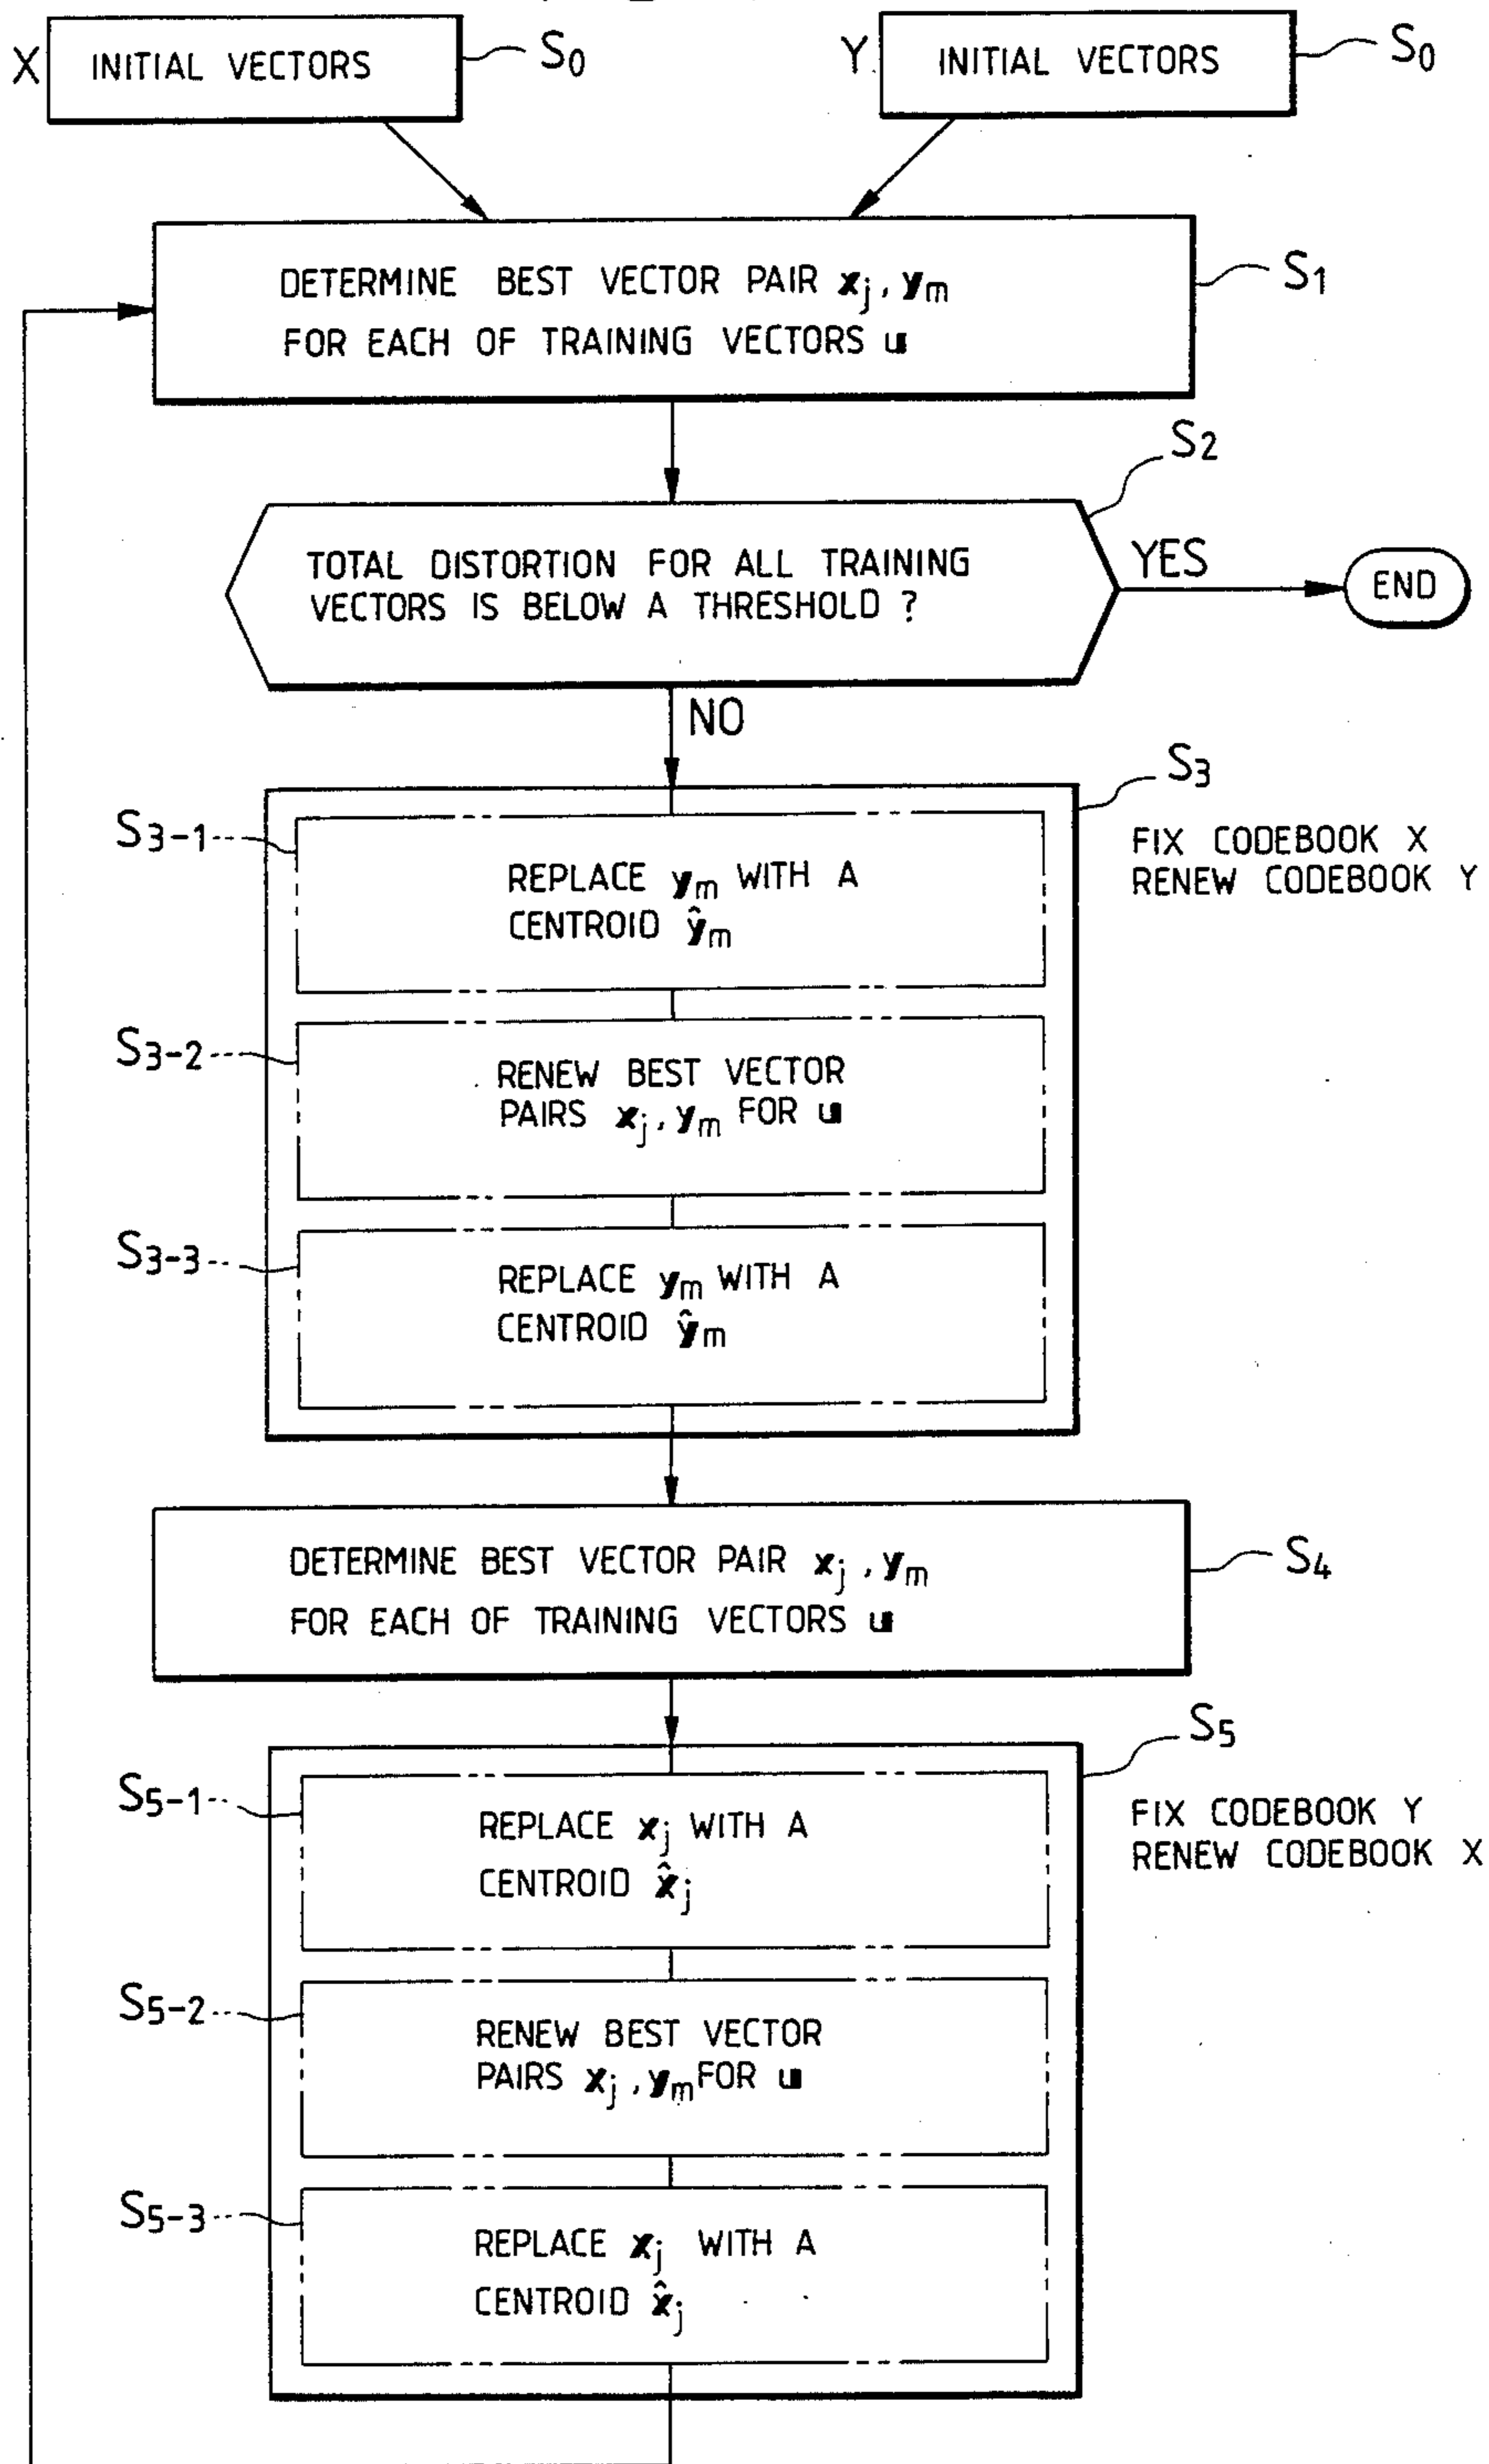 X INITIAL VECTORS S0
Y INITIAL VECTORS S0
DETERMINE BEST VECTOR PAIR xj, ym
FOR EACH OF TRAINING VECTORS u
S1
S2
TOTAL DISTORTION FOR ALL TRAINING
VECTORS IS BELOW A THRESHOLD ?
YES
END
NO
S3
FIX CODEBOOK X
RENEW CODEBOOK Y
S3-1
REPLACE ym WITH A
CENTROID ŷm
S3-2
RENEW BEST VECTOR
PAIRS xj, ym FOR u
S3-3
REPLACE ym WITH A
CENTROID ŷm
DETERMINE BEST VECTOR PAIR xj, ym
FOR EACH OF TRAINING VECTORS u
S4
S5
FIX CODEBOOK Y
RENEW CODEBOOK X
S5-1
REPLACE xj WITH A
CENTROID x̂j
S5-2
RENEW BEST VECTOR
PAIRS xj, ym FOR u
S5-3
REPLACE xj WITH A
CENTROID x̂j